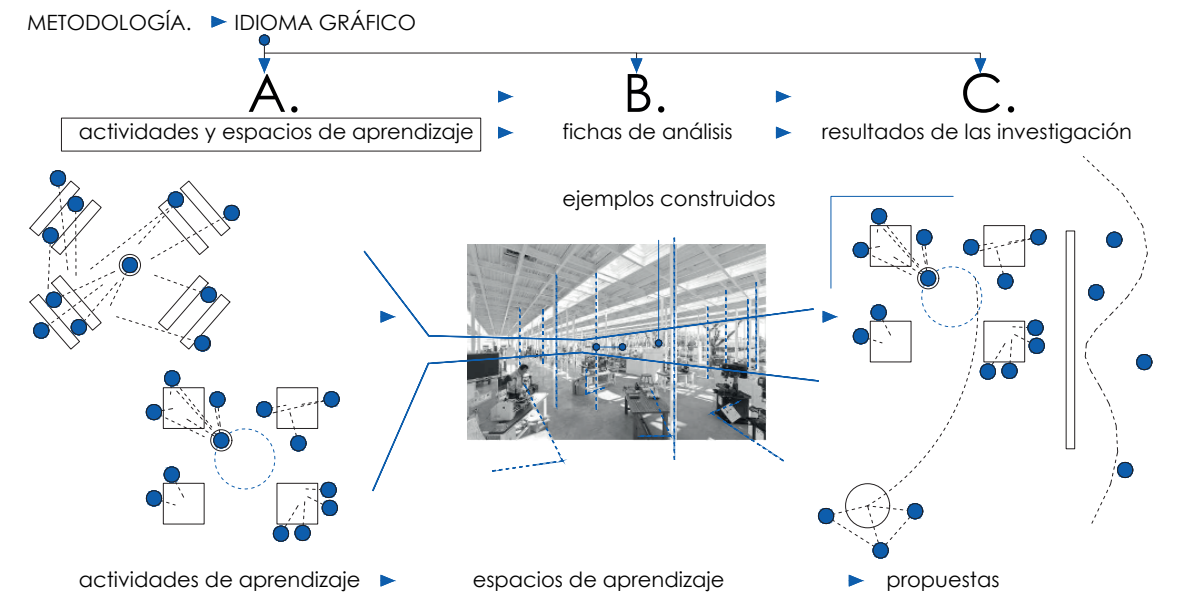 METODOLOGÍA. IDIOMA GRÁFICO
A. B. C.
actividades y espacios de aprendizaje fichas de análisis resultados de las investigación
ejemplos construidos
actividades de aprendizaje espacios de aprendizaje propuestas